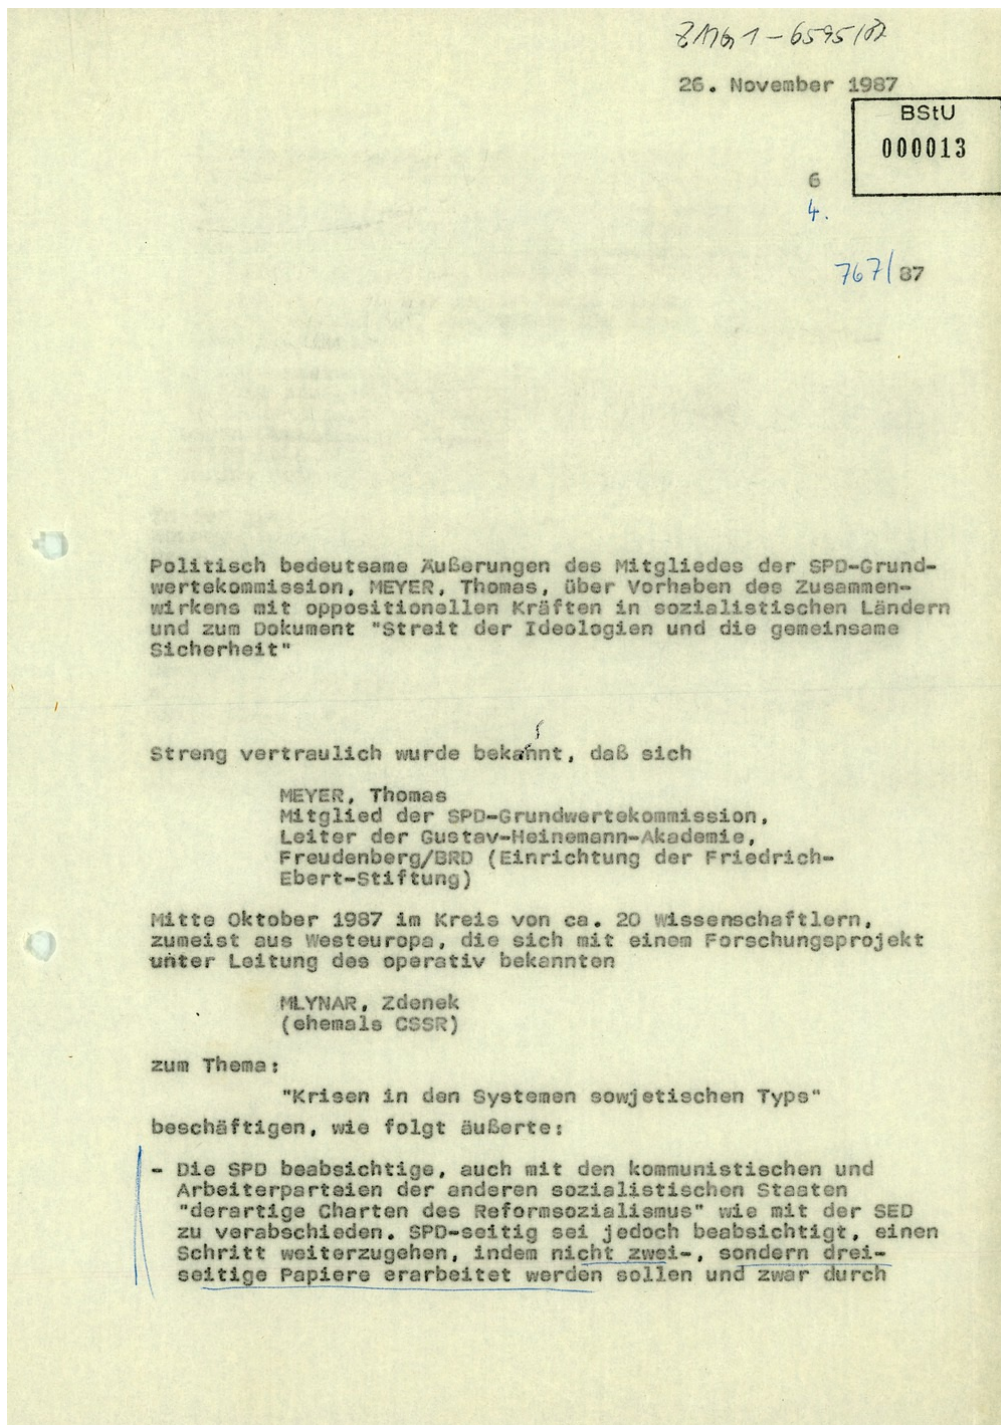 26. November 1987
BStU
000013
6
4.
767/87
Politisch bedeutsame Äußerungen des Mitgliedes der SPD-Grund-
wertekommission, MEYER, Thomas, über Vorhaben des Zusammen-
wirkens mit oppositionellen Kräften in sozialistischen Ländern
und zum Dokument "Streit der Ideologien und die gemeinsame
Sicherheit"
Streng vertraulich wurde bekannt, daß sich
MEYER, Thomas
Mitglied der SPD-Grundwertekommission,
Leiter der Gustav-Heinemann-Akademie,
Freudenberg/BRD (Einrichtung der Friedrich-
Ebert-Stiftung)
Mitte Oktober 1987 im Kreis von ca. 20 Wissenschaftlern,
zumeist aus Westeuropa, die sich mit einem Forschungsprojekt
unter Leitung des operativ bekannten
MLYNAR, Zdenek
(ehemals CSSR)
zum Thema:
"Krisen in den Systemen sowjetischen Typs"
beschäftigen, wie folgt äußerte:
- Die SPD beabsichtige, auch mit den kommunistischen und
Arbeiterparteien der anderen sozialistischen Staaten
"derartige Charten des Reformsozialismus" wie mit der SED
zu verabschieden. SPD-seitig sei jedoch beabsichtigt, einen
Schritt weiterzugehen, indem nicht zwei-, sondern drei-
seitige Papiere erarbeitet werden sollen und zwar durch